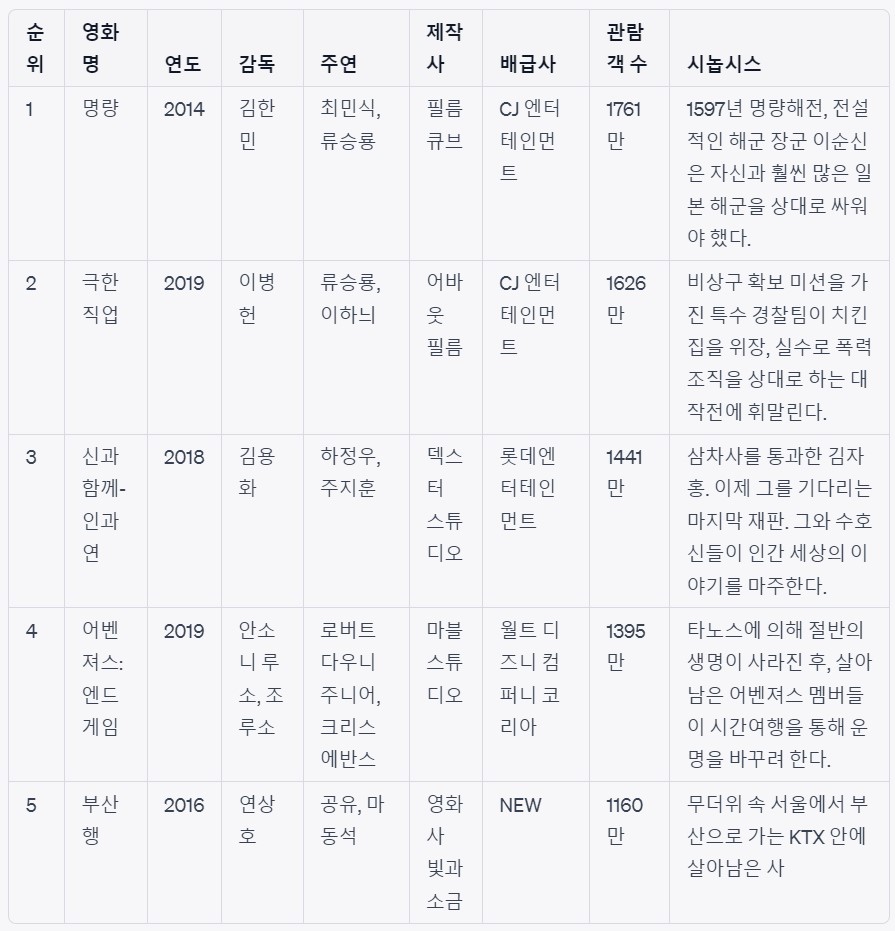 순위 | 영화명 | 연도 | 감독 | 주연 | 제작사 | 배급사 | 관람객 수 | 시놉시스
1 | 명량 | 2014 | 김한민 | 최민식, 류승룡 | 필름큐브 | CJ 엔터테인먼트 | 1761만 | 1597년 명량해전, 전설적인 해군 장군 이순신은 자신과 훨씬 많은 일본 해군을 상대로 싸워야 했다.
2 | 극한직업 | 2019 | 이병헌 | 류승룡, 이하늬 | 어바웃 필름 | CJ 엔터테인먼트 | 1626만 | 비상구 확보 미션을 가진 특수 경찰팀이 치킨집을 위장, 실수로 폭력조직을 상대로 하는 대작전에 휘말린다.
3 | 신과함께-인과 연 | 2018 | 김용화 | 하정우, 주지훈 | 덱스터 스튜디오 | 롯데엔터테인먼트 | 1441만 | 삼차사를 통과한 김자홍. 이제 그를 기다리는 마지막 재판. 그와 수호신들이 인간 세상의 이야기를 마주한다.
4 | 어벤져스: 엔드게임 | 2019 | 안소니 루소, 조 루소 | 로버트 다우니 주니어, 크리스 에반스 | 마블 스튜디오 | 월트 디즈니 컴퍼니 코리아 | 1395만 | 타노스에 의해 절반의 생명이 사라진 후, 살아남은 어벤져스 멤버들이 시간여행을 통해 운명을 바꾸려 한다.
5 | 부산행 | 2016 | 연상호 | 공유, 마동석 | 영화사 빛과소금 | NEW | 1160만 | 무더위 속 서울에서 부산으로 가는 KTX 안에 살아남은 사